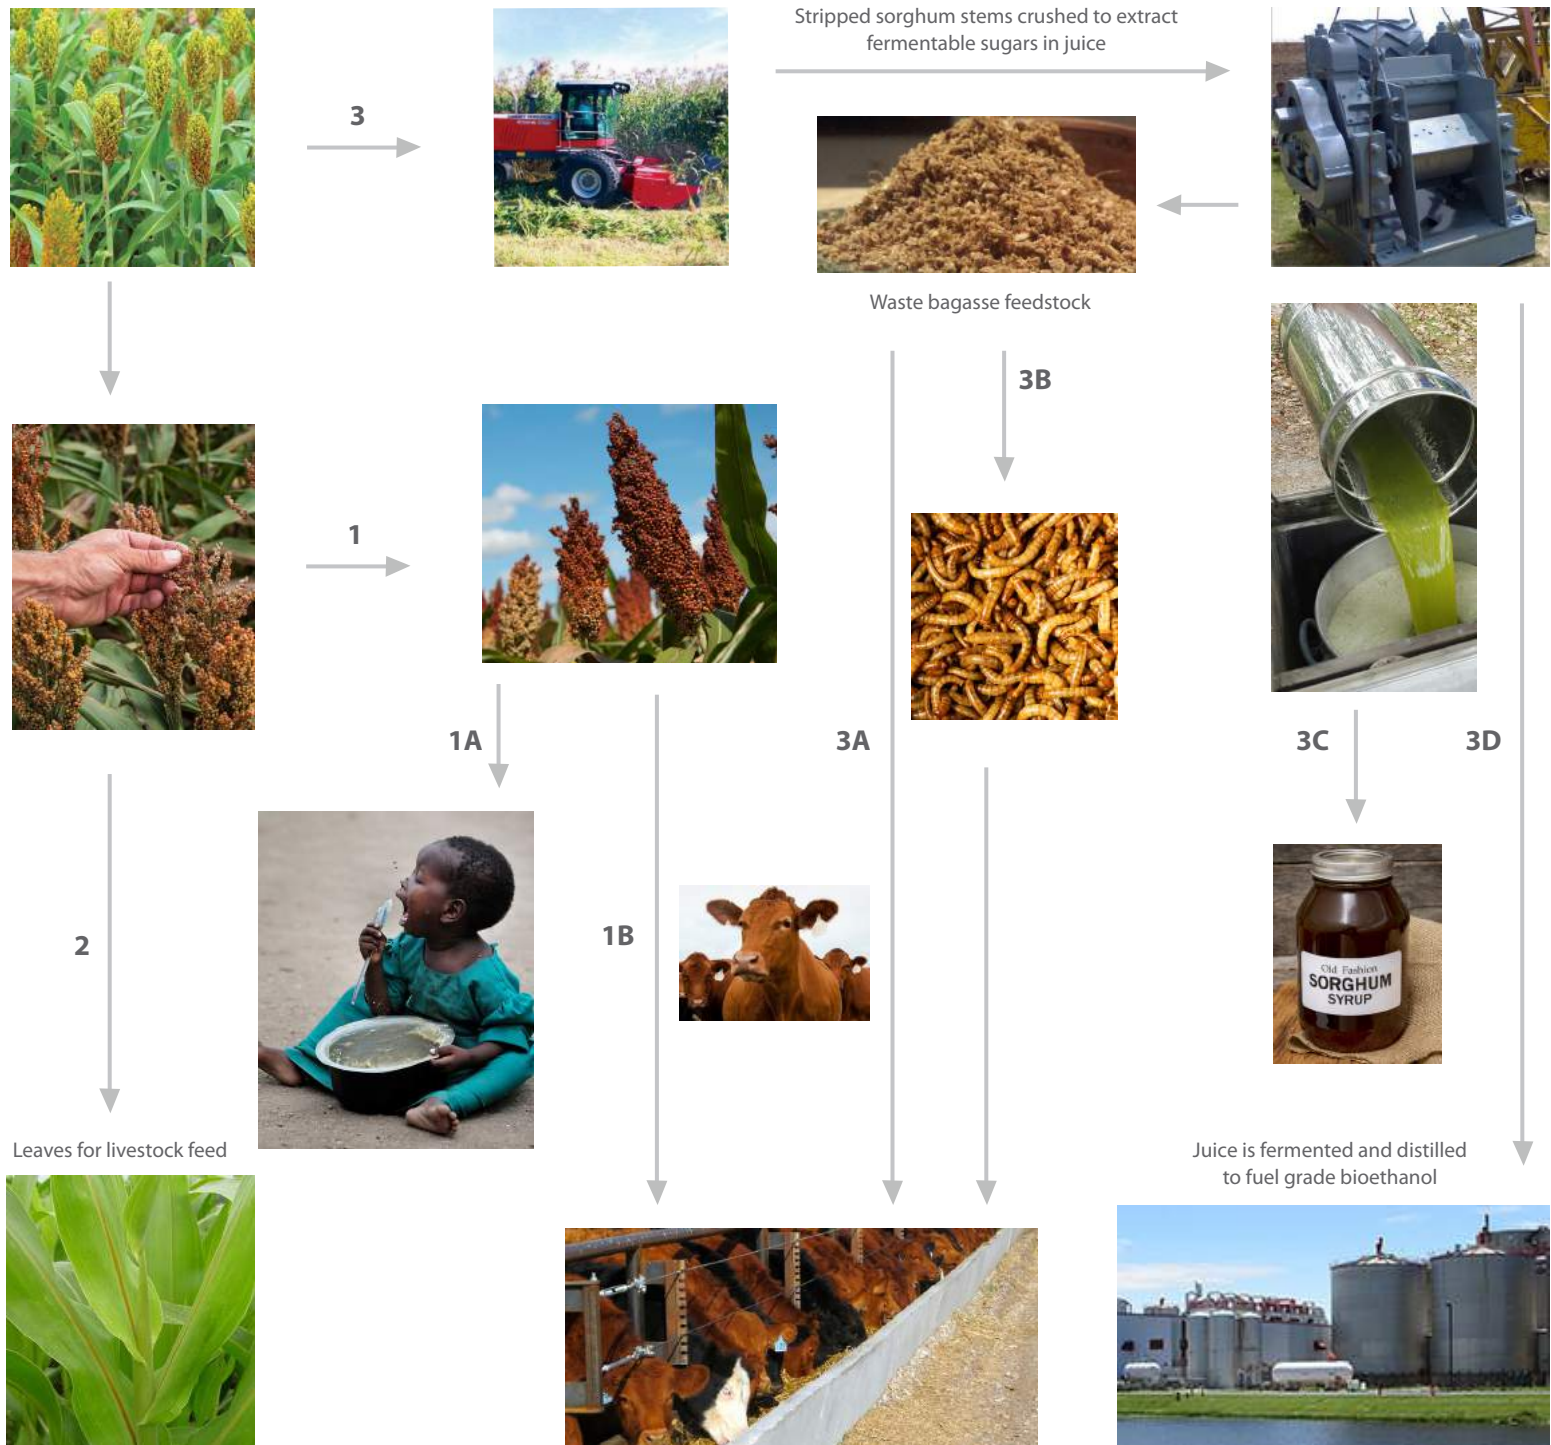 Stripped sorghum stems crushed to extract
fermentable sugars in juice
3
Waste bagasse feedstock
3B
1
1A
3A
3C
3D
2
1B
Old Fashion
SORGHUM
SYRUP
Leaves for livestock feed
Juice is fermented and distilled
to fuel grade bioethanol